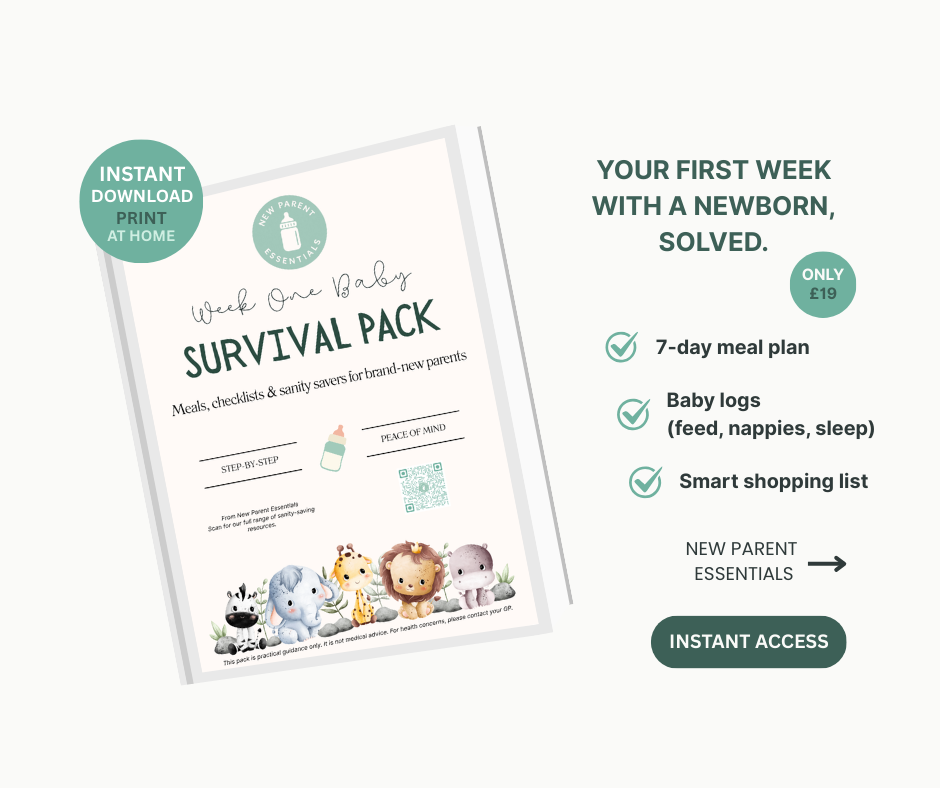 INSTANT
DOWNLOAD
PRINT
AT HOME
NEW PARENT
ESSENTIALS
Week One Baby
SURVIVAL PACK
Meals, checklists & sanity savers for brand-new parents
STEP-BY-STEP
PEACE OF MIND
From New Parent Essentials
Scan for our full range of sanity-saving
resources.
This pack is practical guidance only. It is not medical advice. For health concerns, please contact your GP.
YOUR FIRST WEEK
WITH A NEWBORN,
SOLVED.
ONLY
£19
7-day meal plan
Baby logs
(feed, nappies, sleep)
Smart shopping list
NEW PARENT
ESSENTIALS
INSTANT ACCESS